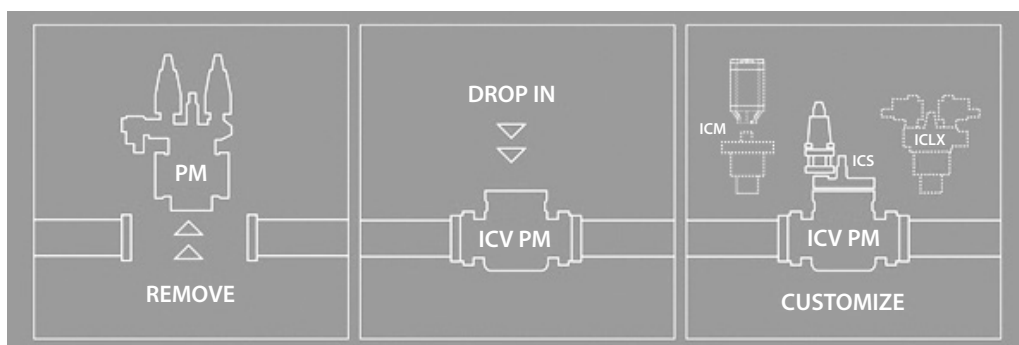 PM
REMOVE
DROP IN
ICV PM
ICM
ICS
ICLX
ICV PM
CUSTOMIZE